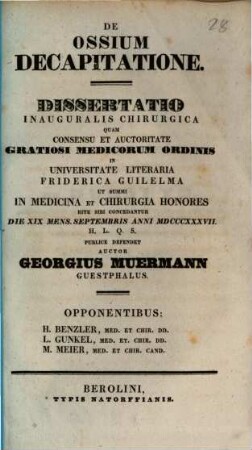 28
DE
OSSIUM
DECAPITATIONE.
DISSERTATIO
INAUGURALIS CHIRURGICA
QUAM
CONSENSU ET AUCTORITATE
GRATIOSI MEDICORUM ORDINIS
IN
UNIVERSITATE LITERARIA
FRIDERICA GUILELMA
UT SUMMI
IN MEDICINA ET CHIRURGIA HONORES
RITE SIBI CONCEDANTUR
DIE XIX MENS. SEPTEMBRIS ANNI MDCCCXXXVII.
H. L. Q. S.
PUBLICE DEFENDET
AUCTOR
GEORGIUS MUERMANN
GUESTPHALUS.
OPPONENTIBUS:
H. BENZLER, MED. ET CHIR. DD.
L. GUNKEL, MED. ET. CHIR. DD.
M. MEIER, MED. ET CHIR. CAND.
BEROLINI,
TYPIS NATORFFIANIS.